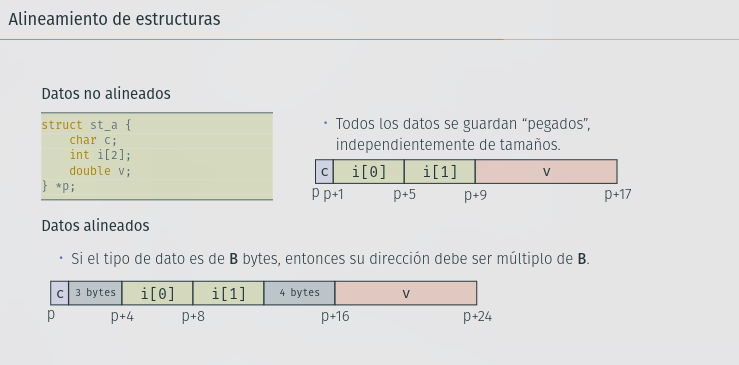 Alineamiento de estructuras
Datos no alineados
struct st_a {
char c;
int i[2];
double v;
} *p;
• Todos los datos se guardan “pegados”,
independientemente de tamaños.
c i[0] i[1] v
p p+1 p+5 p+9 p+17
Datos alineados
• Si el tipo de dato es de B bytes, entonces su dirección debe ser múltiplo de B.
c 3 bytes i[0] i[1] 4 bytes v
p p+4 p+8 p+16 p+24